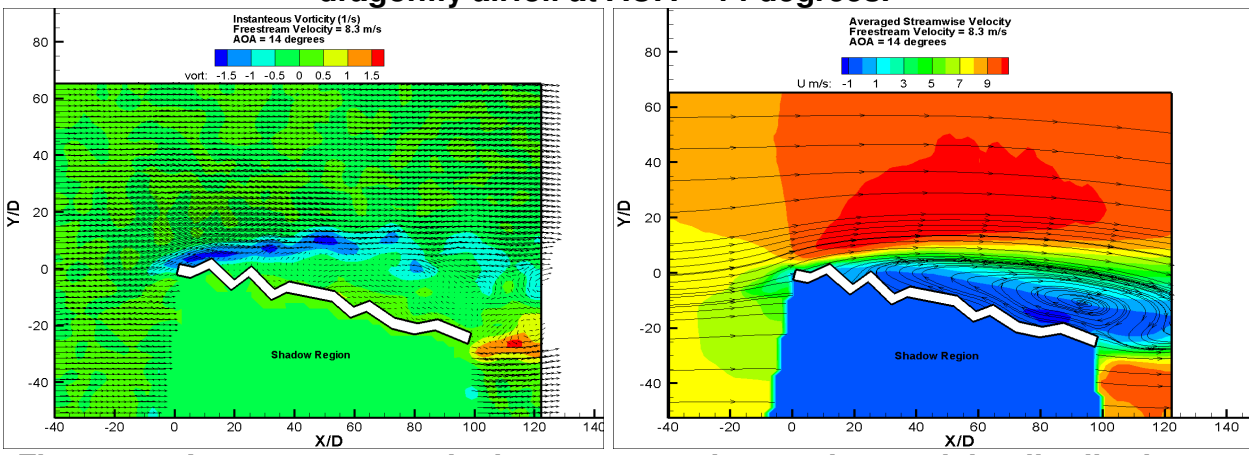 dragonfly airfoil at AOA = 14 degrees.
Instanteous Vorticity (1/s)
Freestream Velocity = 8.3 m/s
AOA = 14 degrees
vort: -1.5 -1 -0.5 0 0.5 1 1.5
80
60
40
20
0
-20
-40
Y/D
Shadow Region
-40 -20 0 20 40 60 80 100 120 140
X/D
Averaged Streamwise Velocity
Freestream Velocity = 8.3 m/s
AOA = 14 degrees
U m/s: -1 1 3 5 7 9
80
60
40
20
0
-20
-40
Y/D
Shadow Region
-40 -20 0 20 40 60 80 100 120
X/D